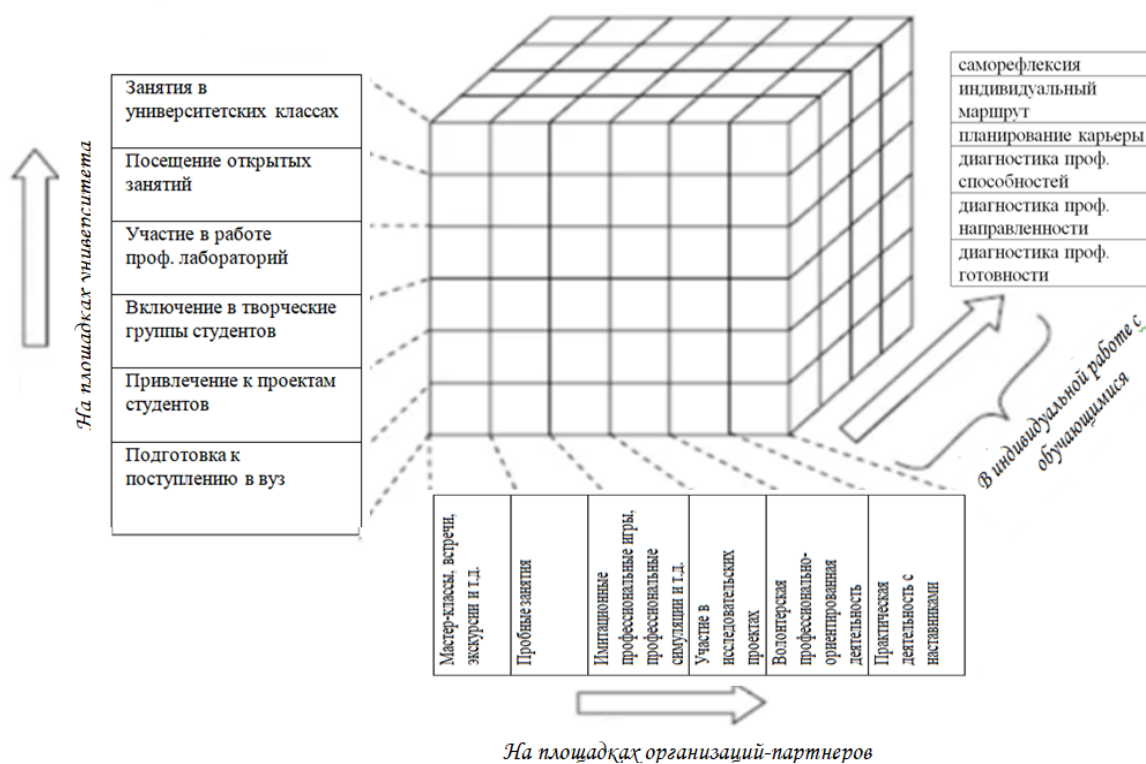 Занятия в
университетских классах
Посещение открытых
занятий
Участие в работе
проф. лабораторий
Включение в творческие
группы студентов
Привлечение к проектам
студентов
Подготовка к
поступлению в вуз
На площадках университета
саморефлексия
индивидуальный
маршрут
планирование карьеры
диагностика проф.
способностей
диагностика проф.
направленности
диагностика проф.
готовности
В индивидуальной работе с
обучающимися
Мастер-классы, встречи,
экскурсии и т.д.
Пробные занятия
Имитационные
профессиональные игры,
профессиональные
симуляции и т.д.
Участие в
исследовательских
проектах
Волонтерская
профессионально-
ориентированная
деятельность
Практическая
деятельность с
наставниками
На площадках организаций-партнеров